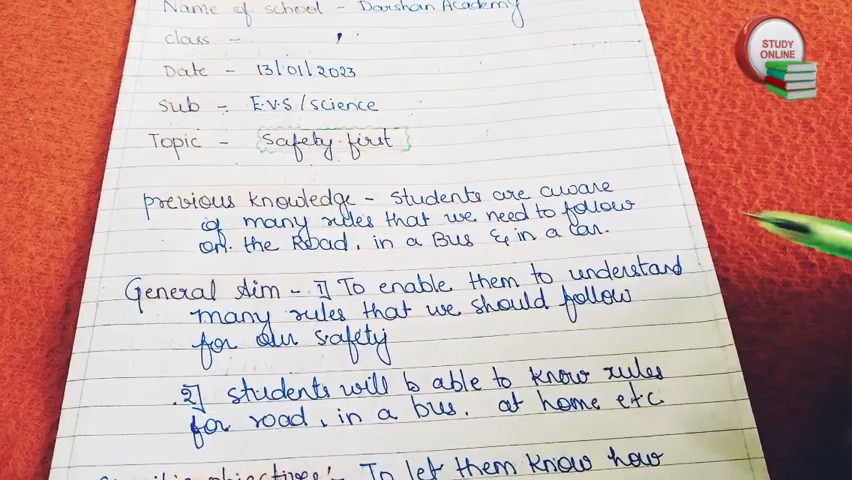 Name of school - Darshan Academy
class -
Date - 13/01/2023
Sub - E.V.S/science
Topic - {Safety first}
previous knowledge - students are aware
of many rules that we need to follow
on the Road, in a Bus & in a car.
General Aim - 1] To enable them to understand
many rules that we should follow
for our safety
2] students will b able to know rules
for road, in a bus, at home etc
objectives:- To let them know how
STUDY
ONLINE